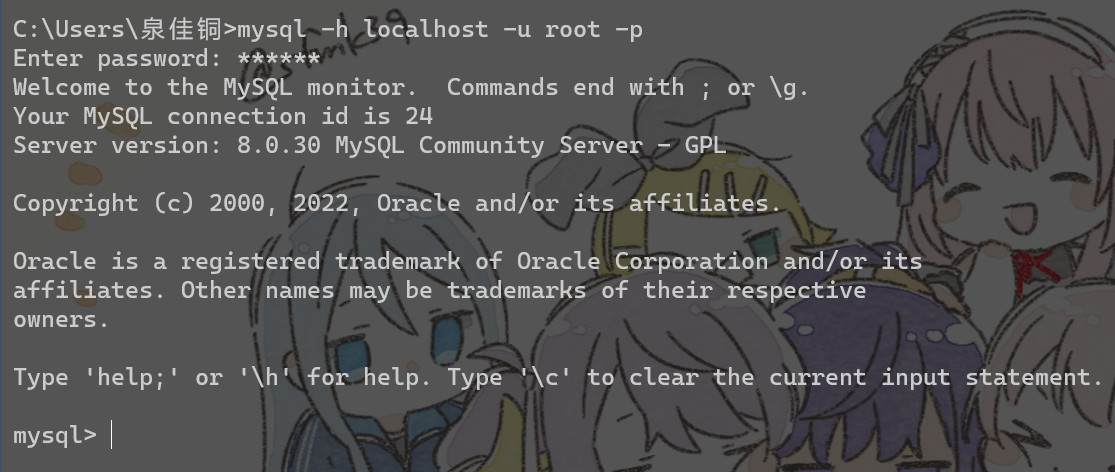 C:\Users\泉佳铜>mysql -h localhost -u root -p
Enter password: ******
Welcome to the MySQL monitor.  Commands end with ; or \g.
Your MySQL connection id is 24
Server version: 8.0.30 MySQL Community Server - GPL

Copyright (c) 2000, 2022, Oracle and/or its affiliates.

Oracle is a registered trademark of Oracle Corporation and/or its
affiliates. Other names may be trademarks of their respective
owners.

Type 'help;' or '\h' for help. Type '\c' to clear the current input statement.

mysql>